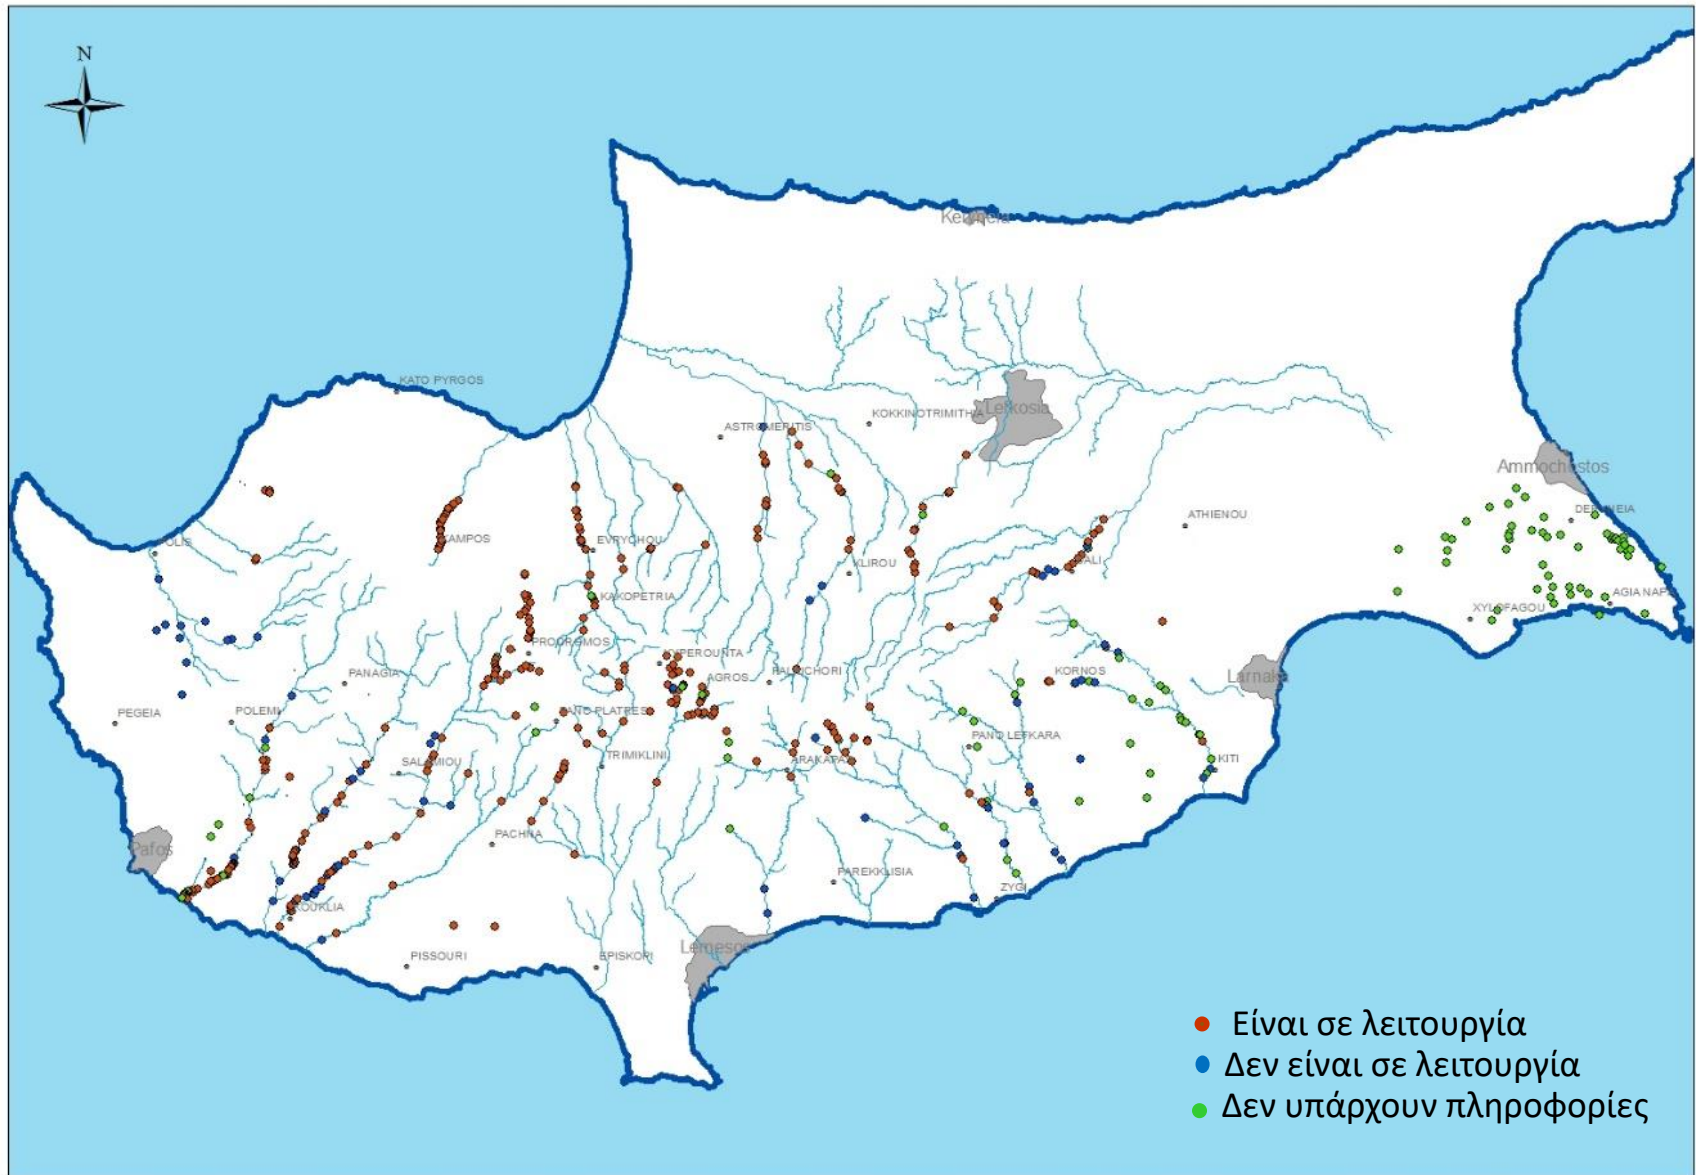 N
Keryneia
KATO PYRGOS
KOKKINOTRIMITHIA
Lefkosia
ASTROMERITIS
Ammochostos
ATHIENOU
DERYNEIA
POLIS
KAMPOS
EVRYCHOU
KLIROU
DALI
KAKOPETRIA
XYLOFAGOU
AGIA NAPA
PRODROMOS
KYPEROUNTA
PANAGIA
AGROS
PALAICHORI
KORNOS
Larnaka
PEGEIA
POLEMI
PANO PLATRES
PANO LEFKARA
TRIMIKLINI
SALAMIOU
ARAKAPAS
KITI
PACHNA
Pafos
PAREKKLISIA
ZYGI
KOUKLIA
Lemesos
PISSOURI
EPISKOPI
Είναι σε λειτουργία
Δεν είναι σε λειτουργία
Δεν υπάρχουν πληροφορίες